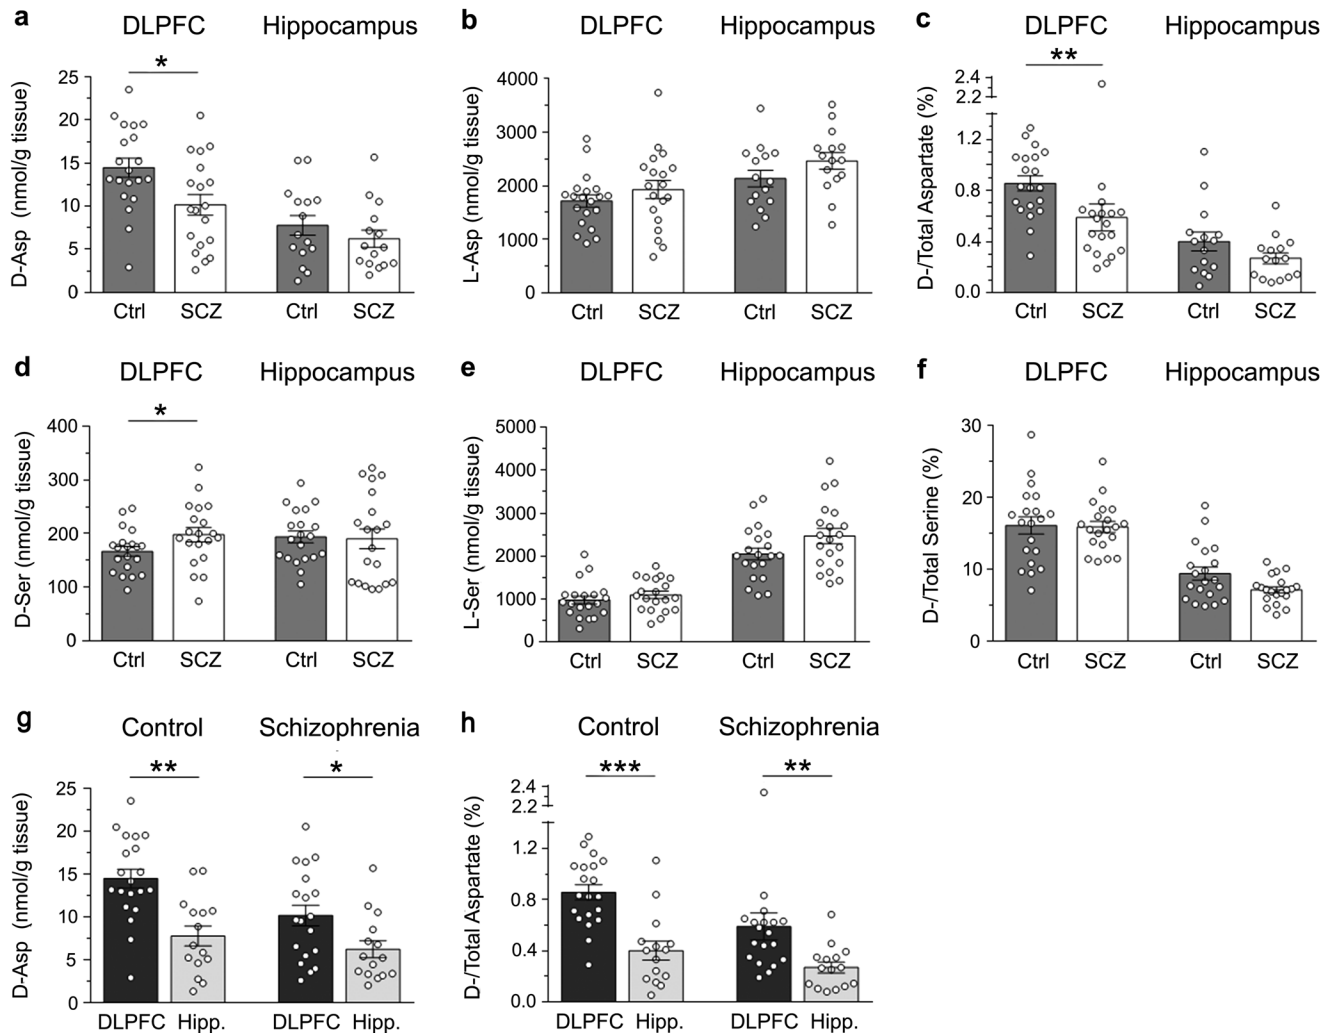 a
DLPFC Hippocampus
*
D-Asp (nmol/g tissue)
25
20
15
10
5
0
Ctrl SCZ Ctrl SCZ
b
DLPFC Hippocampus
L-Asp (nmol/g tissue)
4000
3000
2000
1000
0
Ctrl SCZ Ctrl SCZ
c
DLPFC Hippocampus
**
D-/Total Aspartate (%)
2.4
2.2
1.2
0.8
0.4
0.0
Ctrl SCZ Ctrl SCZ
d
DLPFC Hippocampus
*
D-Ser (nmol/g tissue)
400
300
200
100
0
Ctrl SCZ Ctrl SCZ
e
DLPFC Hippocampus
L-Ser (nmol/g tissue)
5000
4000
3000
2000
1000
0
Ctrl SCZ Ctrl SCZ
f
DLPFC Hippocampus
D-/Total Serine (%)
30
20
10
0
Ctrl SCZ Ctrl SCZ
g
Control Schizophrenia
** *
D-Asp (nmol/g tissue)
25
20
15
10
5
0
DLPFC Hipp. DLPFC Hipp.
h
Control Schizophrenia
*** **
D-/Total Aspartate (%)
2.4
2.2
1.2
0.8
0.4
0.0
DLPFC Hipp. DLPFC Hipp.